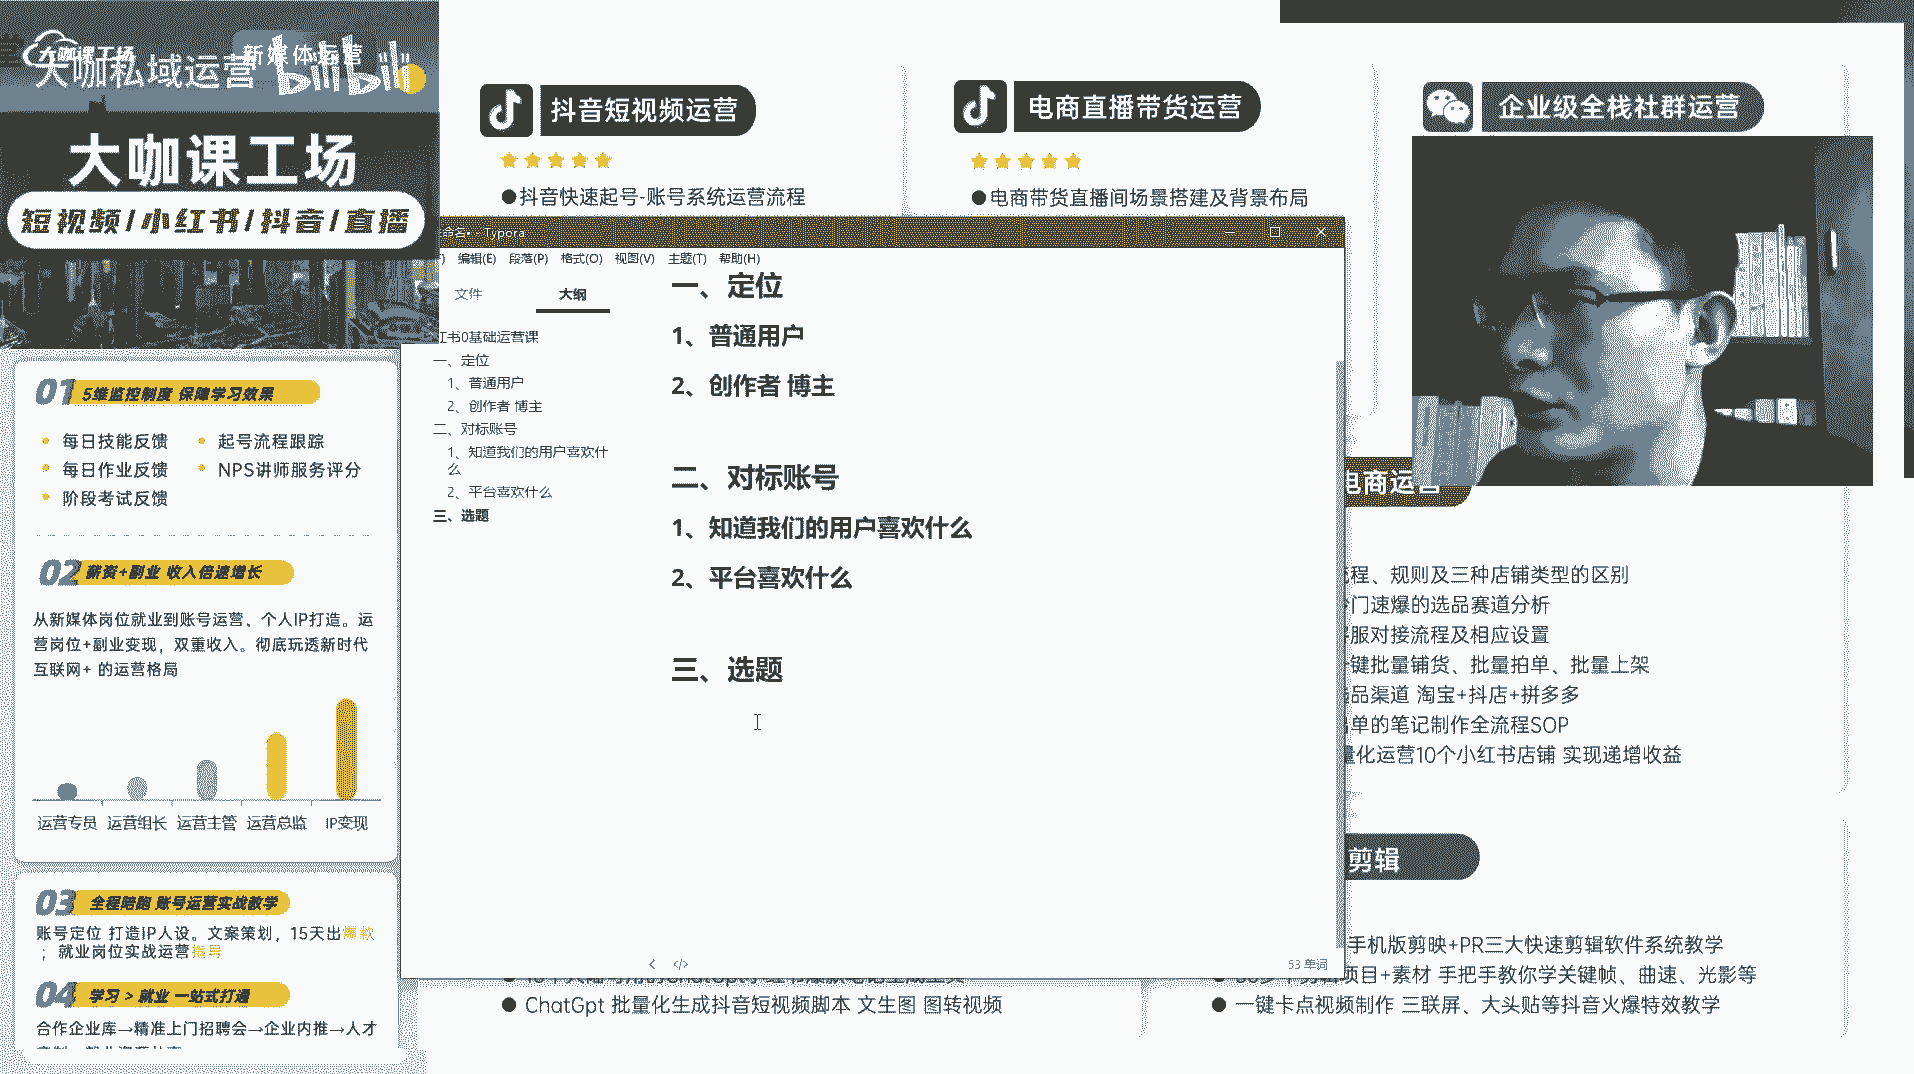 大咖课工场
新媒体运营
大咖私域运营
bilibili
大咖课工场
短视频/小红书/抖音/直播
01 5维监控制度 保障学习效果
每日技能反馈
起号流程跟踪
每日作业反馈
NPS讲师服务评分
阶段考试反馈
02 薪资+副业 收入倍速增长
从新媒体岗位就业到账号运营、个人IP打造。运
营岗位+副业变现，双重收入。彻底玩透新时代
互联网+ 的运营格局
运营专员 运营组长 运营主管 运营总监 IP变现
03 全程陪跑 账号运营实战教学
账号定位 打造IP人设。文案策划，15天出爆款
；就业岗位实战运营指导
04 学习 > 就业 一站式打通
合作企业库→精准上门招聘会→企业内推→人才
抖音短视频运营
●抖音快速起号-账号系统运营流程
电商直播带货运营
●电商带货直播间场景搭建及背景布局
企业级全栈社群运营
命名• - Typora
编辑(E) 段落(P) 格式(O) 视图(V) 主题(T) 帮助(H)
文件 大纲
红书0基础运营课
一、定位
1、普通用户
2、创作者 博主
二、对标账号
1、知道我们的用户喜欢什
么
2、平台喜欢什么
三、选题
一、定位
1、普通用户
2、创作者 博主
二、对标账号
1、知道我们的用户喜欢什么
2、平台喜欢什么
三、选题
53 单词
电商运营
流程、规则及三种店铺类型的区别
门速爆的选品赛道分析
客服对接流程及相应设置
一键批量铺货、批量拍单、批量上架
选品渠道 淘宝+抖店+拼多多
出单的笔记制作全流程SOP
量化运营10个小红书店铺 实现递增收益
剪辑
手机版剪映+PR三大快速剪辑软件系统教学
项目+素材 手把手教你学关键帧、曲速、光影等
● 一键卡点视频制作 三联屏、大头贴等抖音火爆特效教学
● ChatGpt 批量化生成抖音短视频脚本 文生图 图转视频